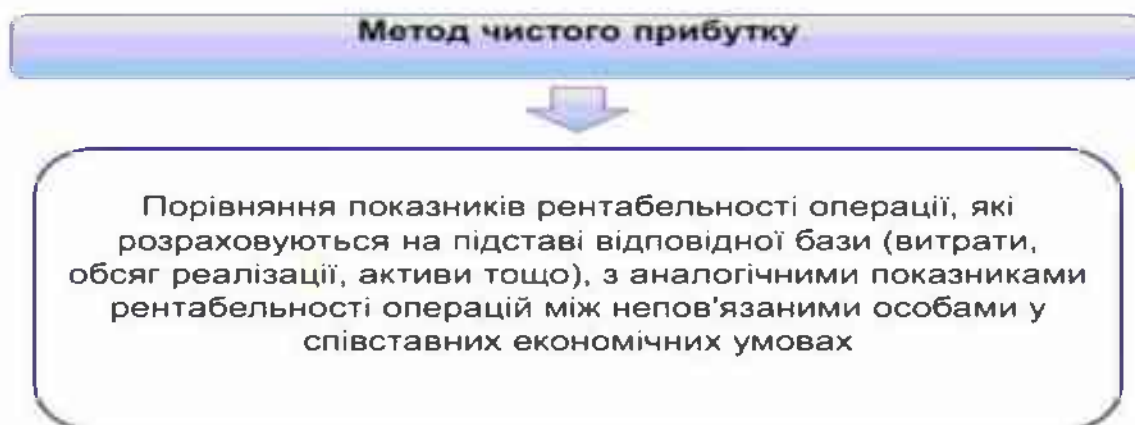 Метод чистого прибутку
Порівняння показників рентабельності операції, які
розраховуються на підставі відповідної бази (витрати,
обсяг реалізації, активи тощо), з аналогічними показниками
рентабельності операцій між непов'язаними особами у
співставних економічних умовах